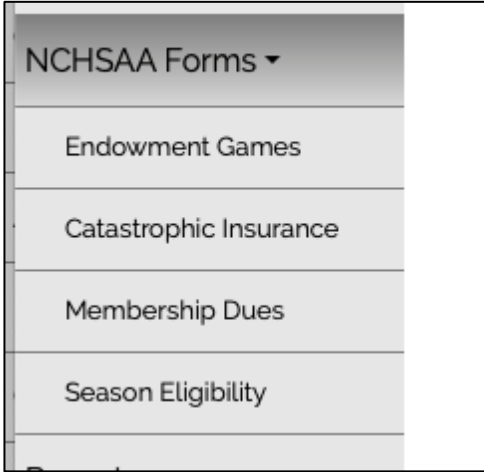 NCHSAA Forms
Endowment Games
Catastrophic Insurance
Membership Dues
Season Eligibility